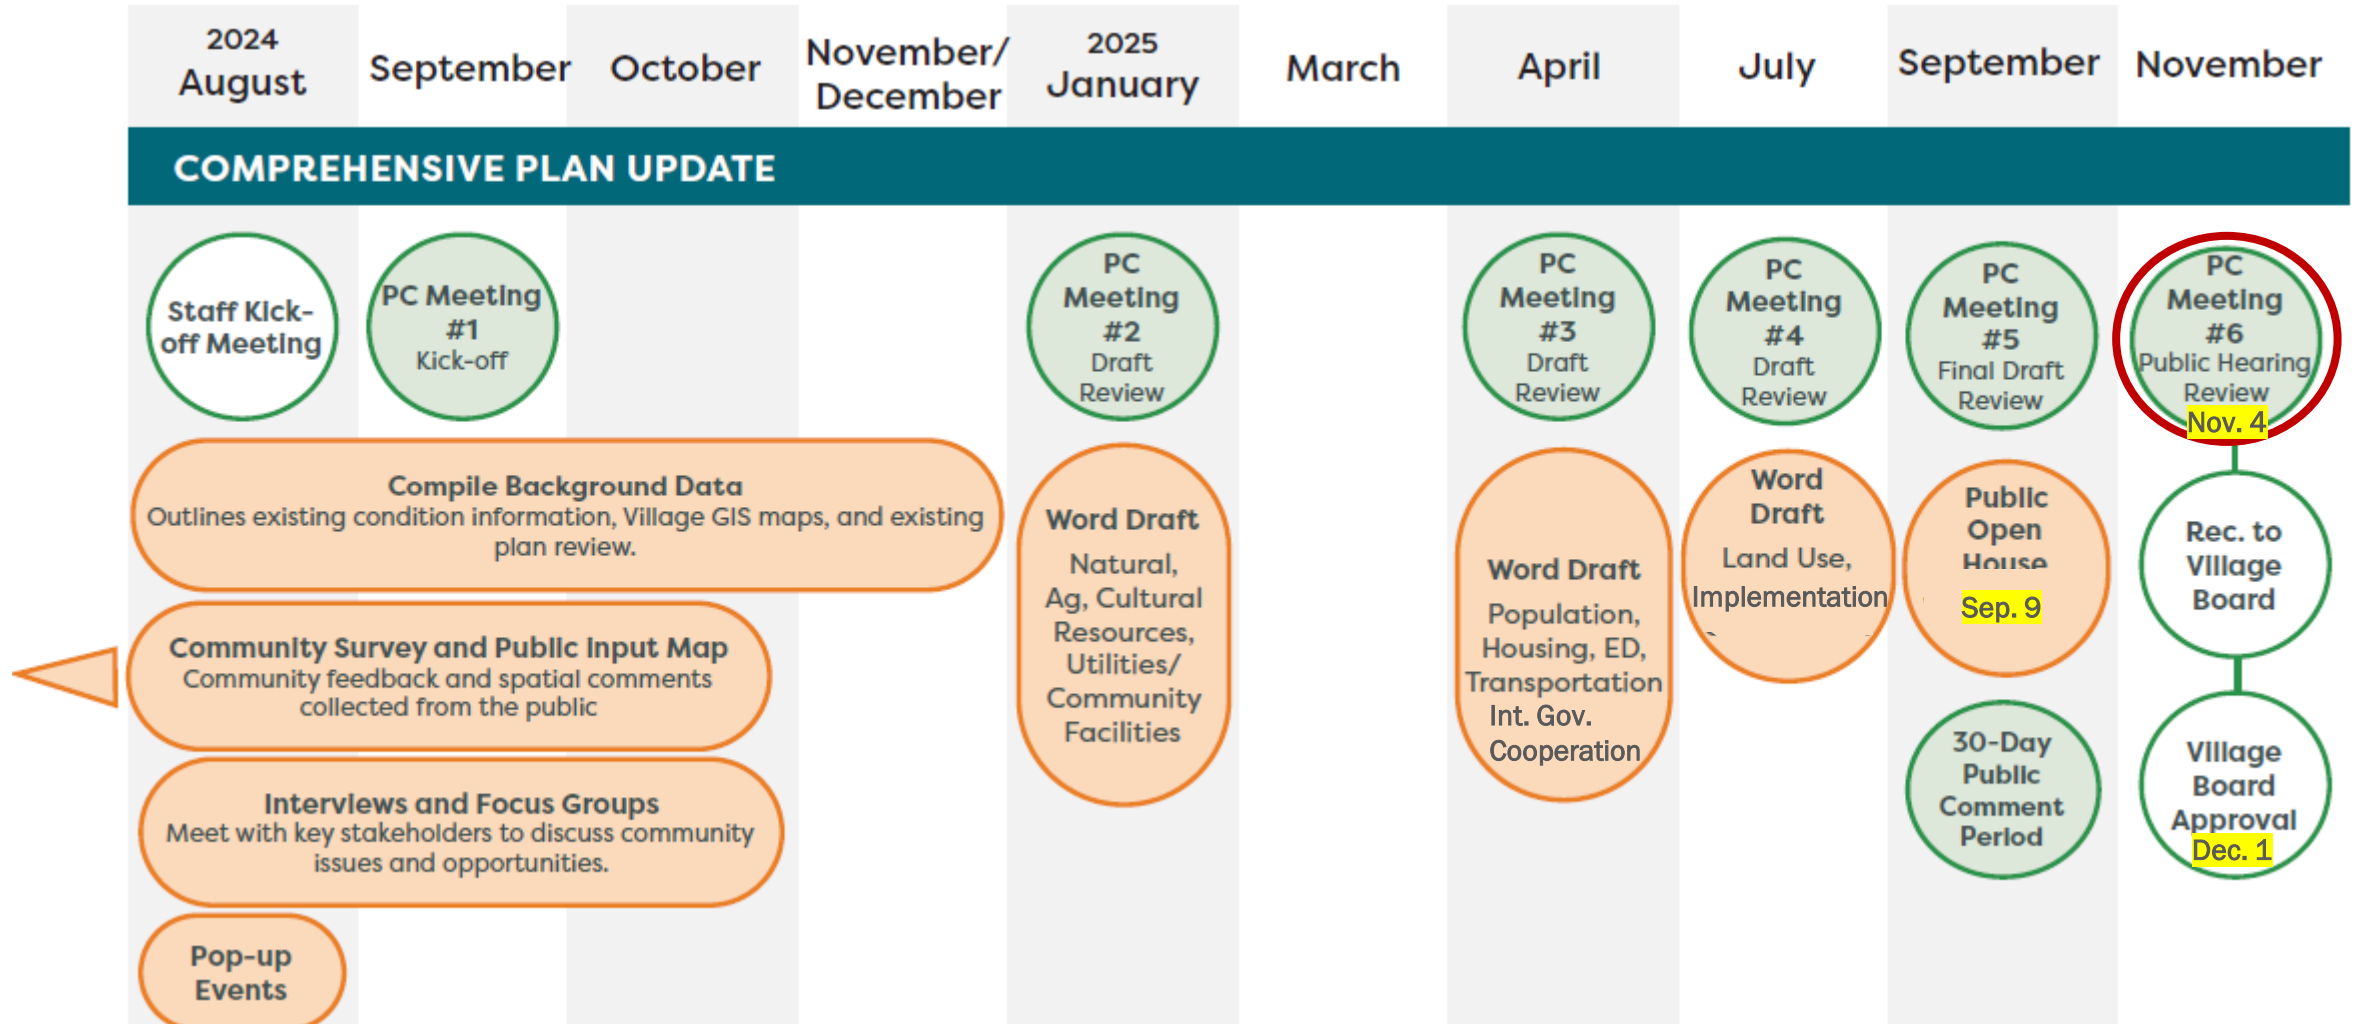 2024
August
September
October
November/
December
2025
January
March
April
July
September
November
COMPREHENSIVE PLAN UPDATE
Staff Kick-
off Meeting
PC Meeting
#1
Kick-off
PC
Meeting
#2
Draft
Review
PC
Meeting
#3
Draft
Review
PC
Meeting
#4
Draft
Review
PC
Meeting
#5
Final Draft
Review
PC
Meeting
#6
Public Hearing
Review
Nov. 4
Compile Background Data
Outlines existing condition information, Village GIS maps, and existing
plan review.
Community Survey and Public Input Map
Community feedback and spatial comments
collected from the public
Interviews and Focus Groups
Meet with key stakeholders to discuss community
issues and opportunities.
Pop-up
Events
Word Draft
Natural,
Ag, Cultural
Resources,
Utilities/
Community
Facilities
Word Draft
Population,
Housing, ED,
Transportation
Int. Gov.
Cooperation
Word
Draft
Land Use,
Implementation
Public
Open
House
Sep. 9
30-Day
Public
Comment
Period
Rec. to
Village
Board
Village
Board
Approval
Dec. 1